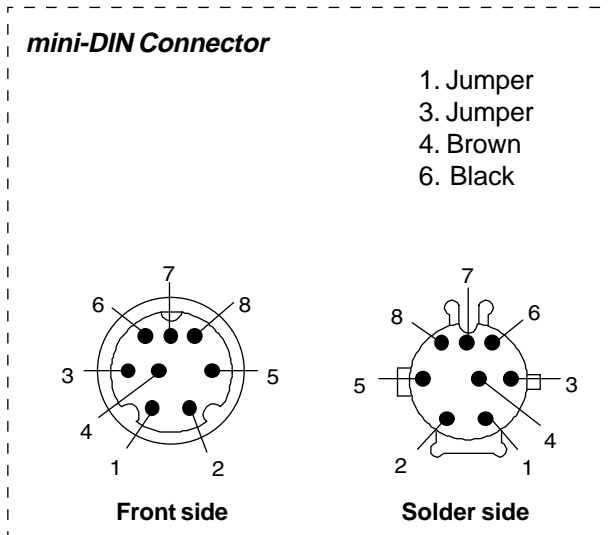 mini-DIN Connector
1. Jumper
3. Jumper
4. Brown
6. Black
7
6 8
3 5
4
1 2
Front side
7
8 6
5 3
4
2 1
Solder side